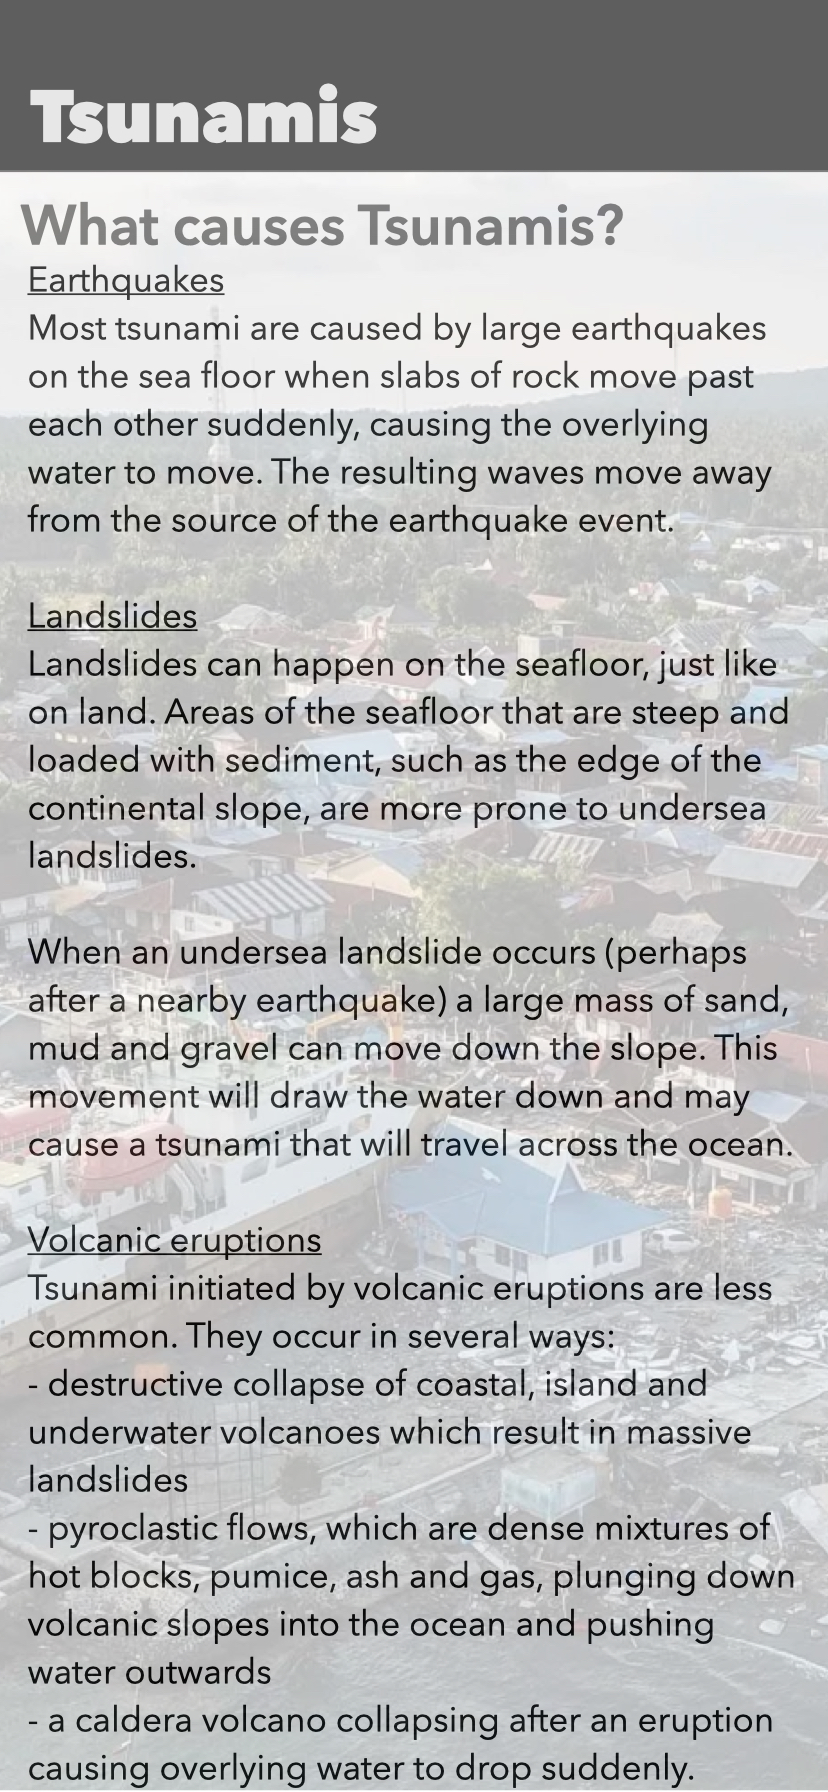 Tsunamis
What causes Tsunamis?
Earthquakes
Most tsunami are caused by large earthquakes
on the sea floor when slabs of rock move past
each other suddenly, causing the overlying
water to move. The resulting waves move away
from the source of the earthquake event.
Landslides
Landslides can happen on the seafloor, just like
on land. Areas of the seafloor that are steep and
loaded with sediment, such as the edge of the
continental slope, are more prone to undersea
landslides.
When an undersea landslide occurs (perhaps
after a nearby earthquake) a large mass of sand,
mud and gravel can move down the slope. This
movement will draw the water down and may
cause a tsunami that will travel across the ocean.
Volcanic eruptions
Tsunami initiated by volcanic eruptions are less
common. They occur in several ways:
- destructive collapse of coastal, island and
underwater volcanoes which result in massive
landslides
- pyroclastic flows, which are dense mixtures of
hot blocks, pumice, ash and gas, plunging down
volcanic slopes into the ocean and pushing
water outwards
- a caldera volcano collapsing after an eruption
causing overlying water to drop suddenly.